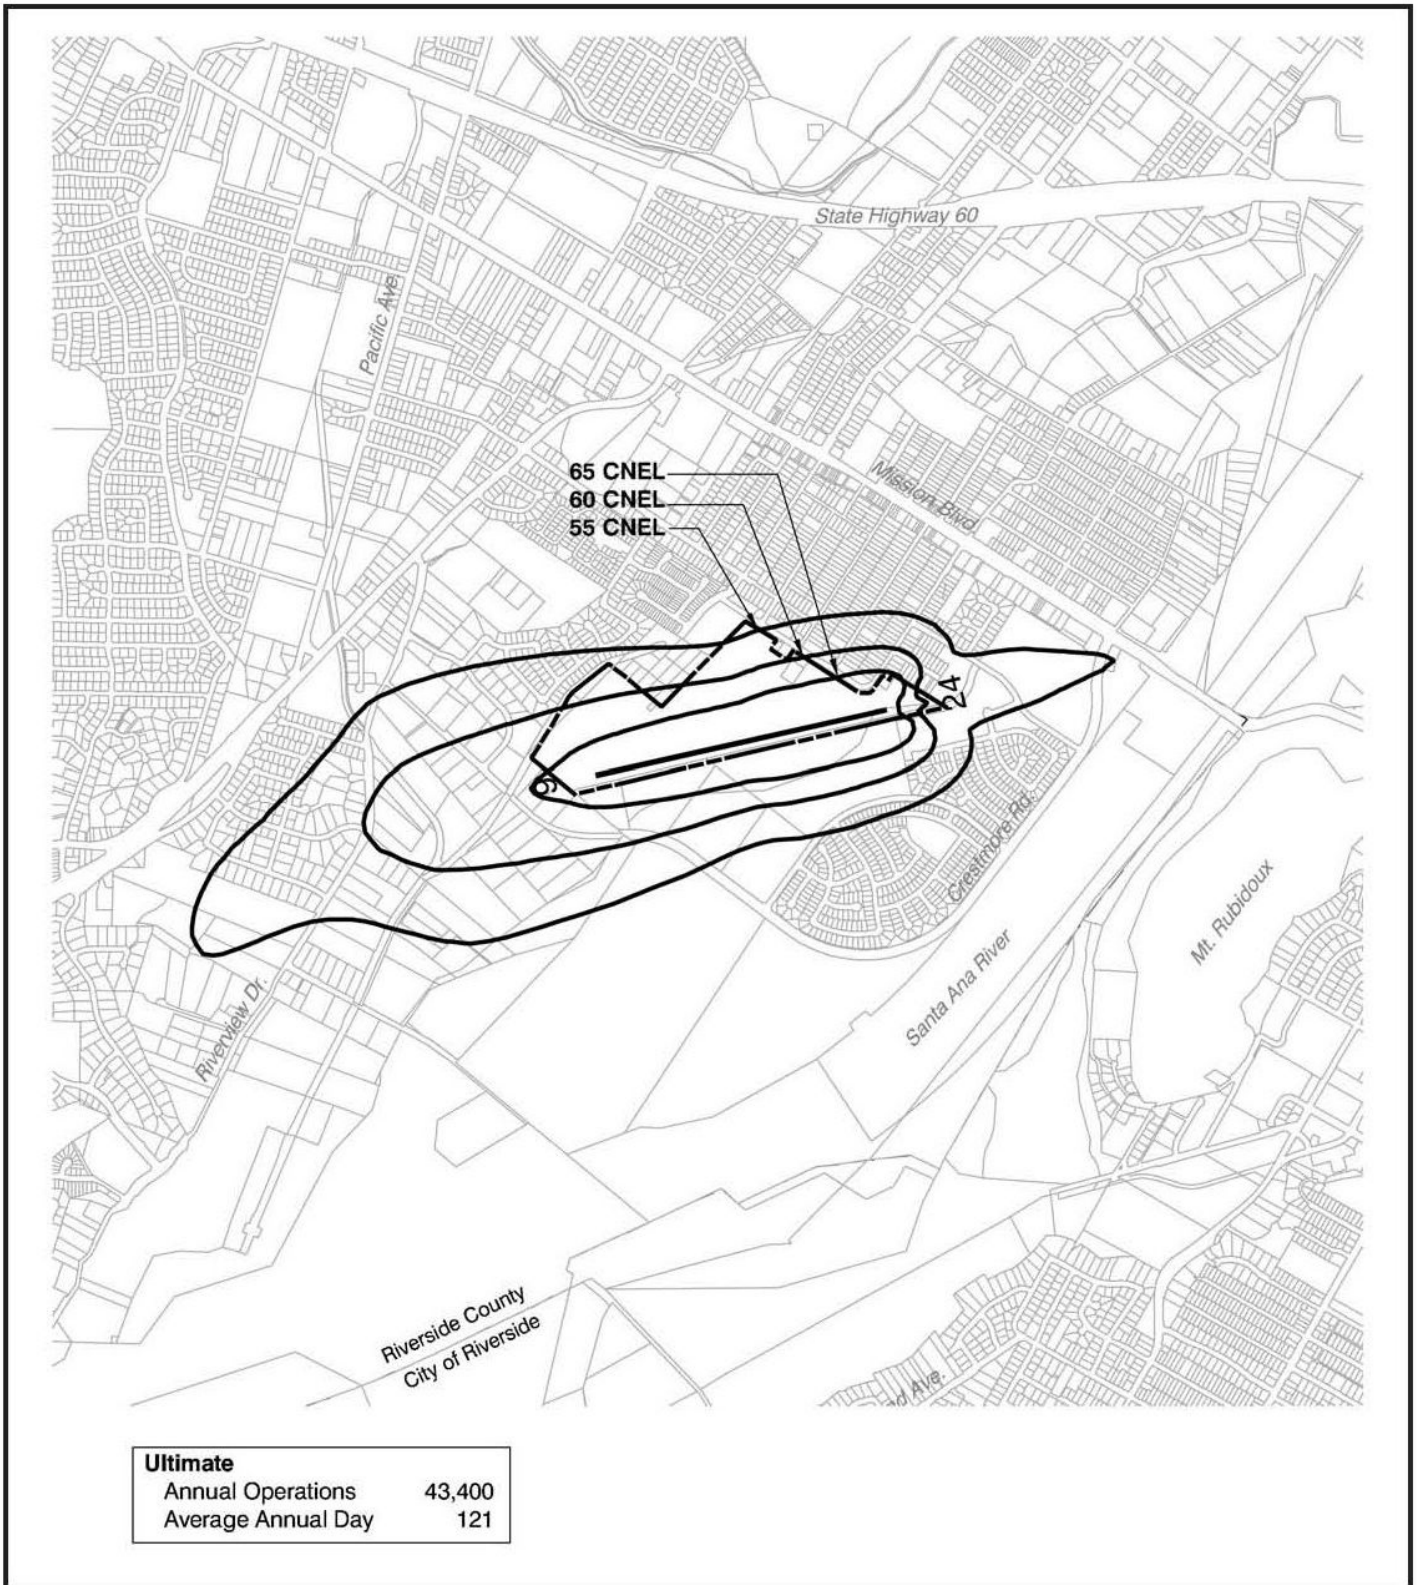 State Highway 60
Pacific Ave.
65 CNEL
60 CNEL
55 CNEL
Mission Blvd
24
6
Crestmore Rd.
Mt. Rubidoux
Santa Ana River
Riverview Dr.
Riverside County
City of Riverside
Ave.
Ultimate
Annual Operations 43,400
Average Annual Day 121